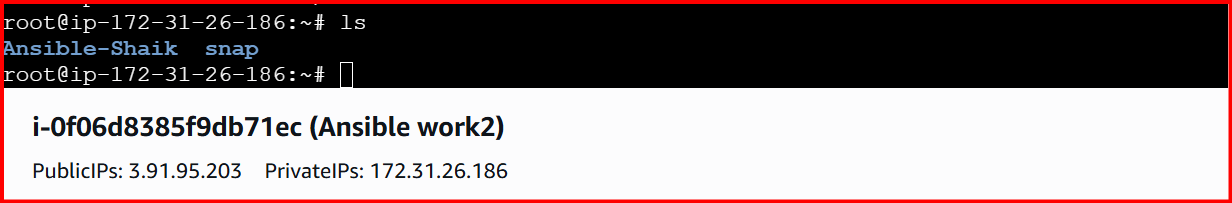 root@ip-172-31-26-186:~# ls
Ansible-Shaik  snap
root@ip-172-31-26-186:~#
i-0f06d8385f9db71ec (Ansible work2)
PublicIPs: 3.91.95.203    PrivateIPs: 172.31.26.186